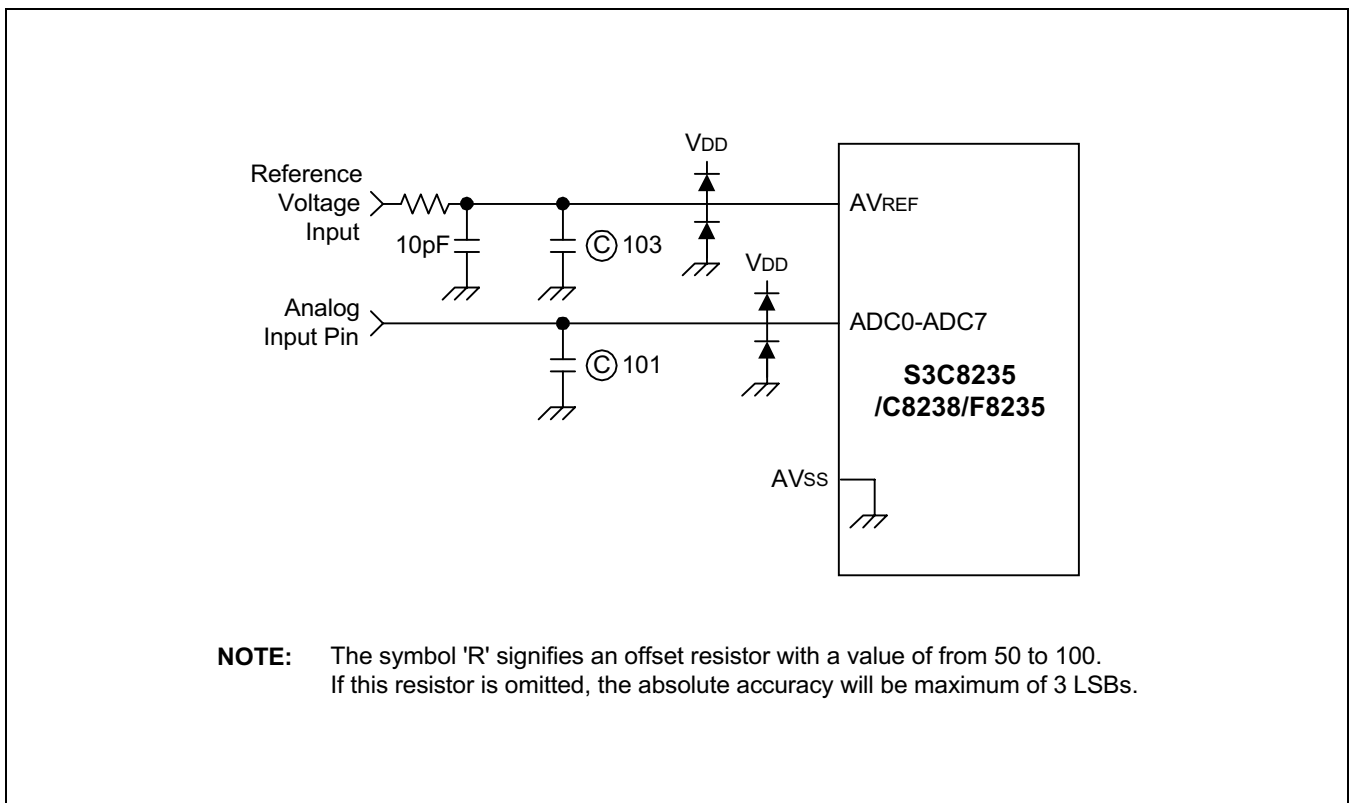 VDD
Reference
Voltage
Input
AVREF
10pF
C 103
VDD
Analog
Input Pin
ADC0-ADC7
C 101
S3C8235
/C8238/F8235
AVSS
NOTE: The symbol 'R' signifies an offset resistor with a value of from 50 to 100.
If this resistor is omitted, the absolute accuracy will be maximum of 3 LSBs.